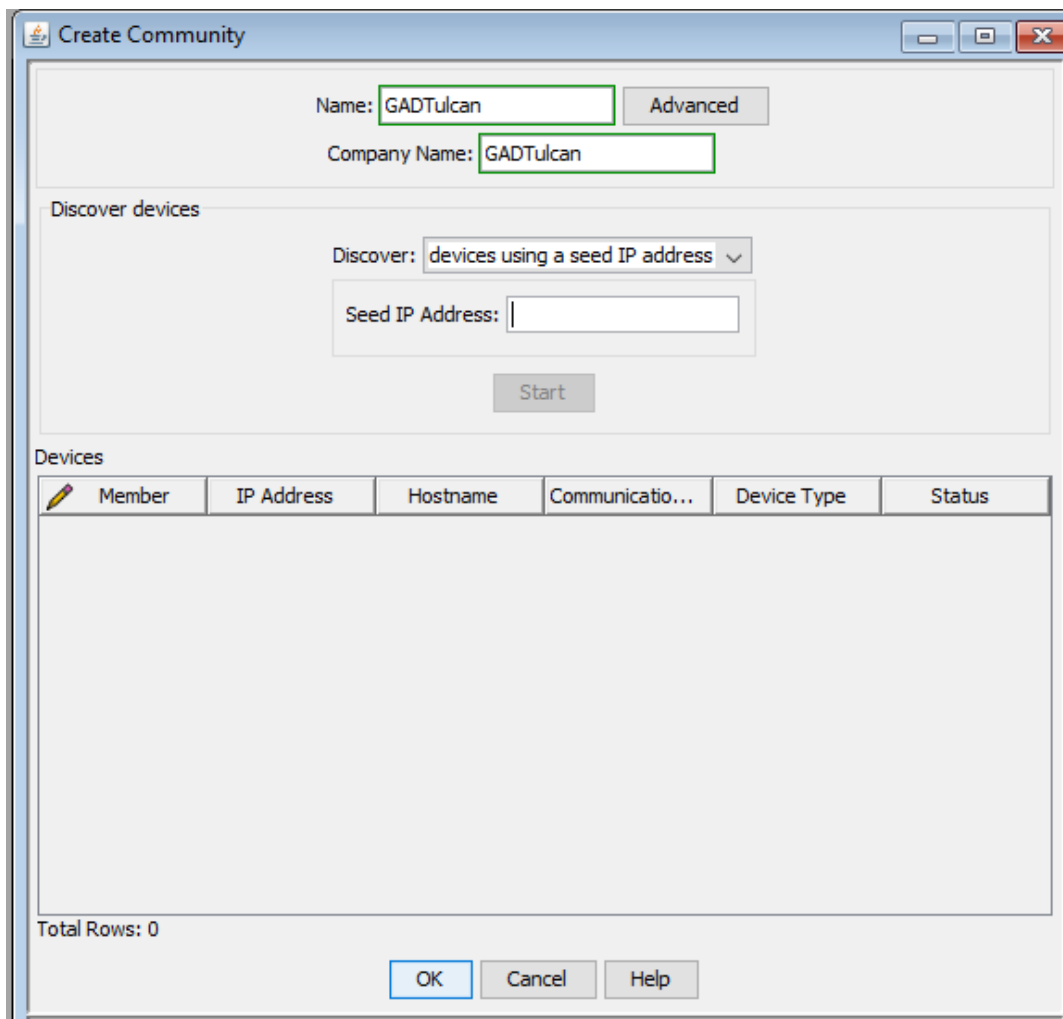 Create Community
Name: GADTulcan Advanced
Company Name: GADTulcan
Discover devices
Discover: devices using a seed IP address
Seed IP Address:
Start
Devices
Member IP Address Hostname Communicatio... Device Type Status
Total Rows: 0
OK Cancel Help